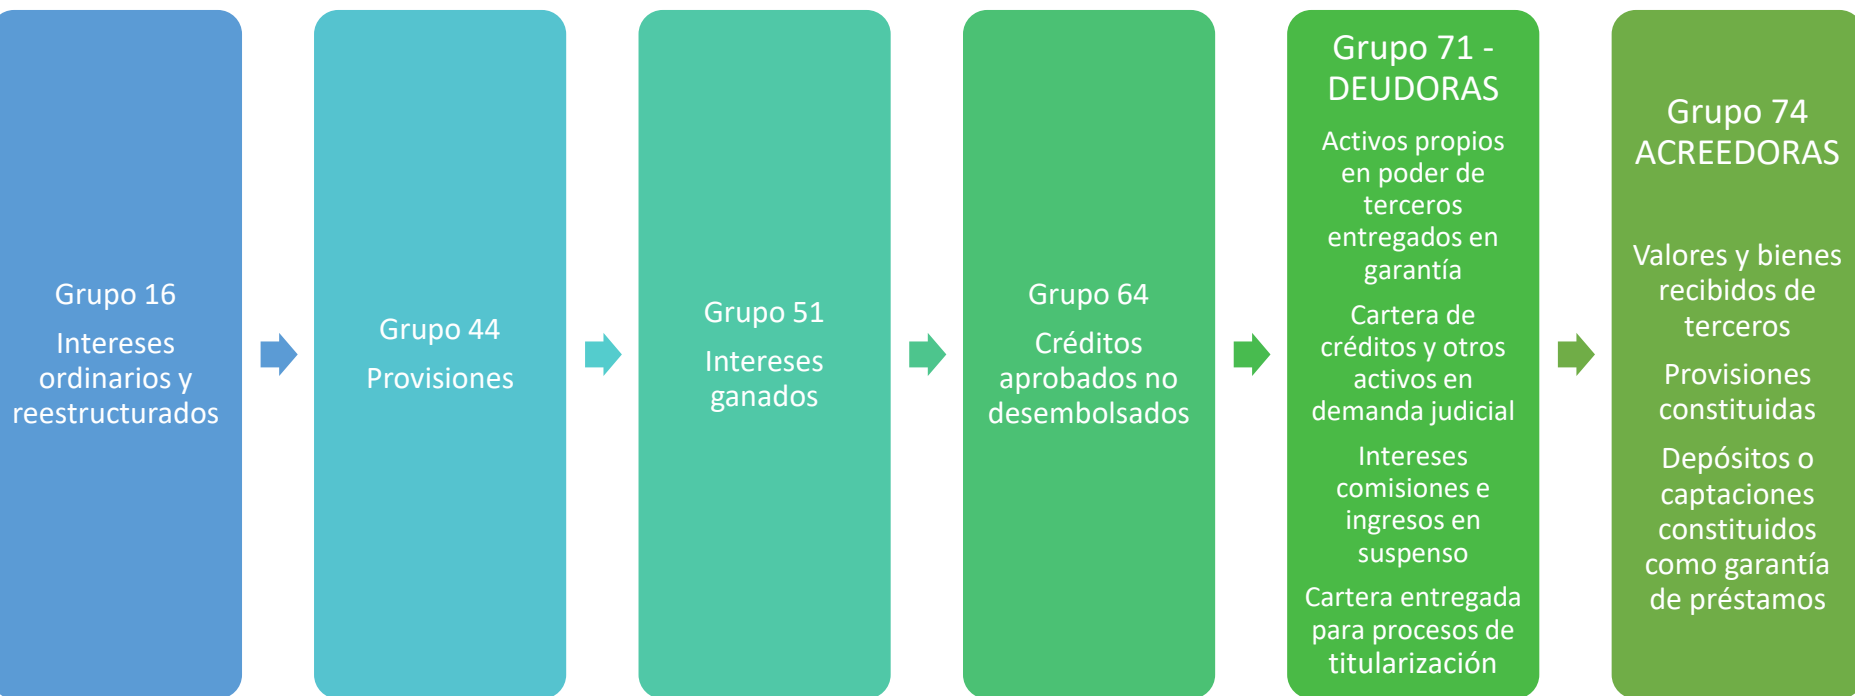 Grupo 16
Intereses
ordinarios y
reestructurados
Grupo 44
Provisiones
Grupo 51
Intereses
ganados
Grupo 64
Créditos
aprobados no
desembolsados
Grupo 71 -
DEUDORAS
Activos propios
en poder de
terceros
entregados en
garantía
Cartera de
créditos y otros
activos en
demanda judicial
Intereses
comisiones e
ingresos en
suspenso
Cartera entregada
para procesos de
titularización
Grupo 74
ACREEDORAS
Valores y bienes
recibidos de
terceros
Provisiones
constituidas
Depósitos o
captaciones
constituidos
como garantía
de préstamos